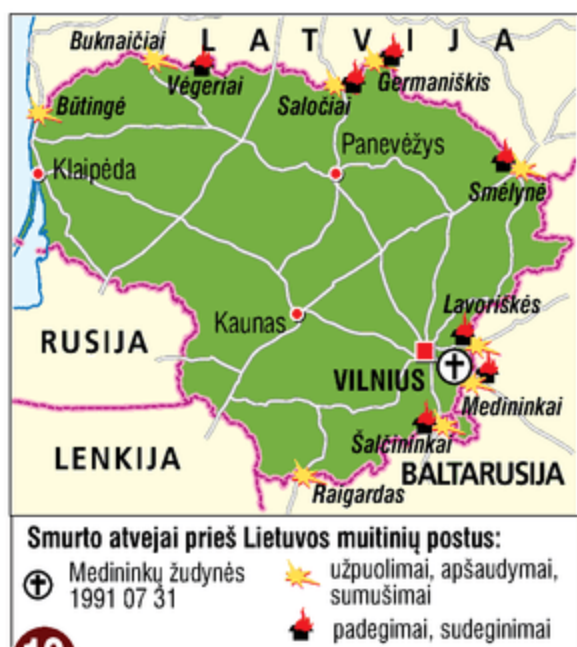 L A T V I J A
Buknaičiai
Vėgeriai
Saločiai
Germaniškis
Būtingė
Panevėžys
Klaipėda
Smėlynė
Lavoriškės
Kaunas
RUSIJA
VILNIUS
Medininkai
Šalčininkai
LENKIJA
BALTARUSIJA
Raigardas
Smurto atvejai prieš Lietuvos muitinių postus:
Medininkų žudynės
1991 07 31
užpuolimai, apšaudymai,
sumušimai
padegimai, sudeginimai